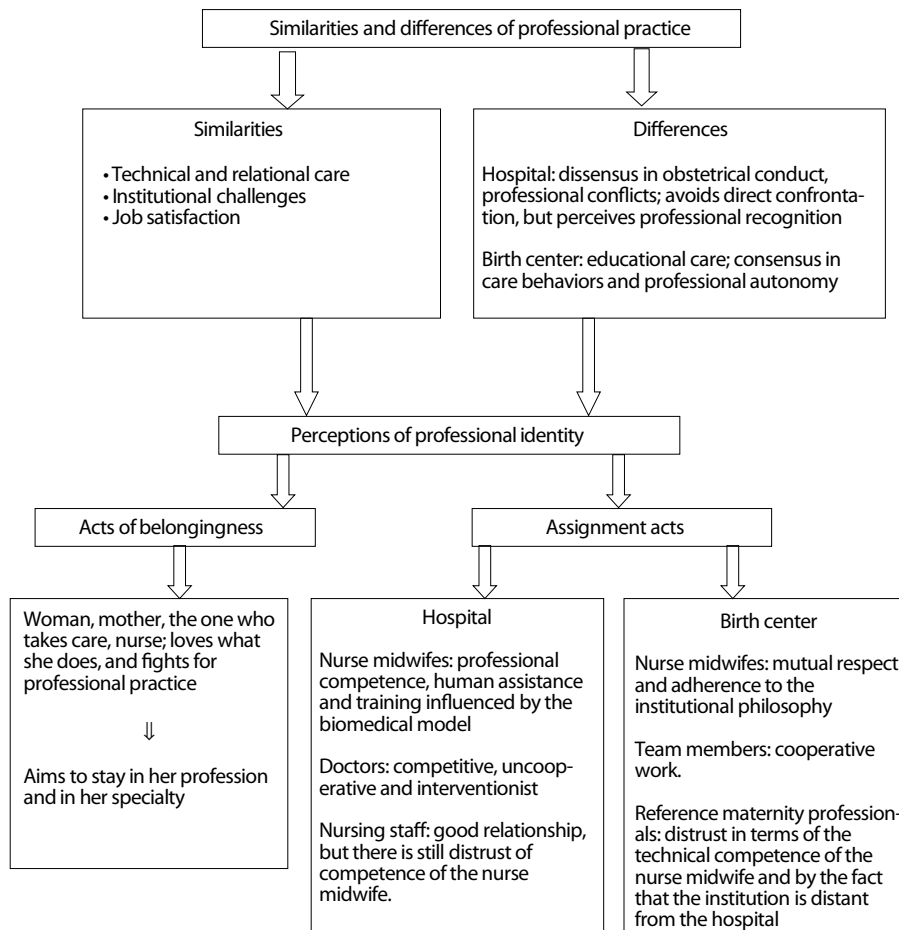 Similarities and differences of professional practice
Similarities
• Technical and relational care
• Institutional challenges
• Job satisfaction
Differences
Hospital: dissensus in obstetrical conduct,
professional conflicts; avoids direct confronta-
tion, but perceives professional recognition
Birth center: educational care; consensus in
care behaviors and professional autonomy
Perceptions of professional identity
Acts of belongingness
Assignment acts
Woman, mother, the one who
takes care, nurse; loves what
she does, and fights for
professional practice
⇓
Aims to stay in her profession
and in her specialty
Hospital
Nurse midwifes: professional
competence, human assistance
and training influenced by the
biomedical model
Doctors: competitive, uncoop-
erative and interventionist
Nursing staff: good relationship,
but there is still distrust of
competence of the nurse
midwife.
Birth center
Nurse midwifes: mutual respect
and adherence to the
institutional philosophy
Team members: cooperative
work.
Reference maternity profession-
als: distrust in terms of the
technical competence of the
nurse midwife and by the fact
that the institution is distant
from the hospital